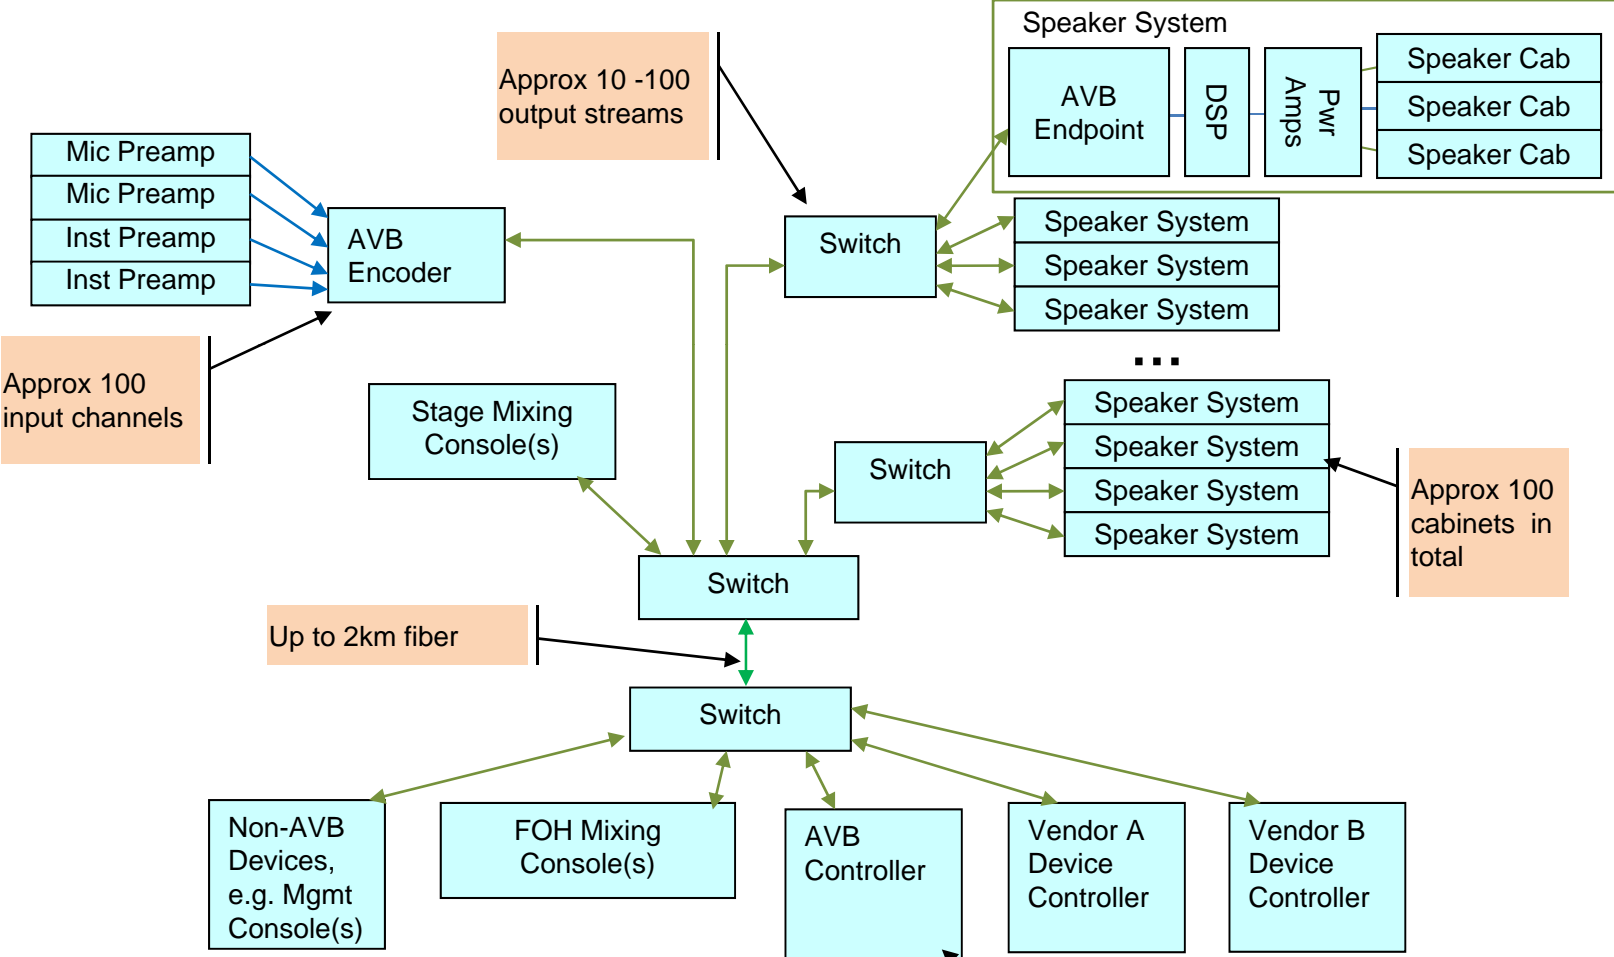 Speaker System
AVB
Endpoint
DSP
Pwr
Amps
Speaker Cab
Speaker Cab
Speaker Cab
Approx 10 -100
output streams
Mic Preamp
Mic Preamp
Inst Preamp
Inst Preamp
AVB
Encoder
Switch
Speaker System
Speaker System
Speaker System
...
Approx 100
input channels
Stage Mixing
Console(s)
Switch
Speaker System
Speaker System
Speaker System
Speaker System
Approx 100
cabinets in
total
Switch
Up to 2km fiber
Switch
Non-AVB
Devices,
e.g. Mgmt
Console(s)
FOH Mixing
Console(s)
AVB
Controller
Vendor A
Device
Controller
Vendor B
Device
Controller